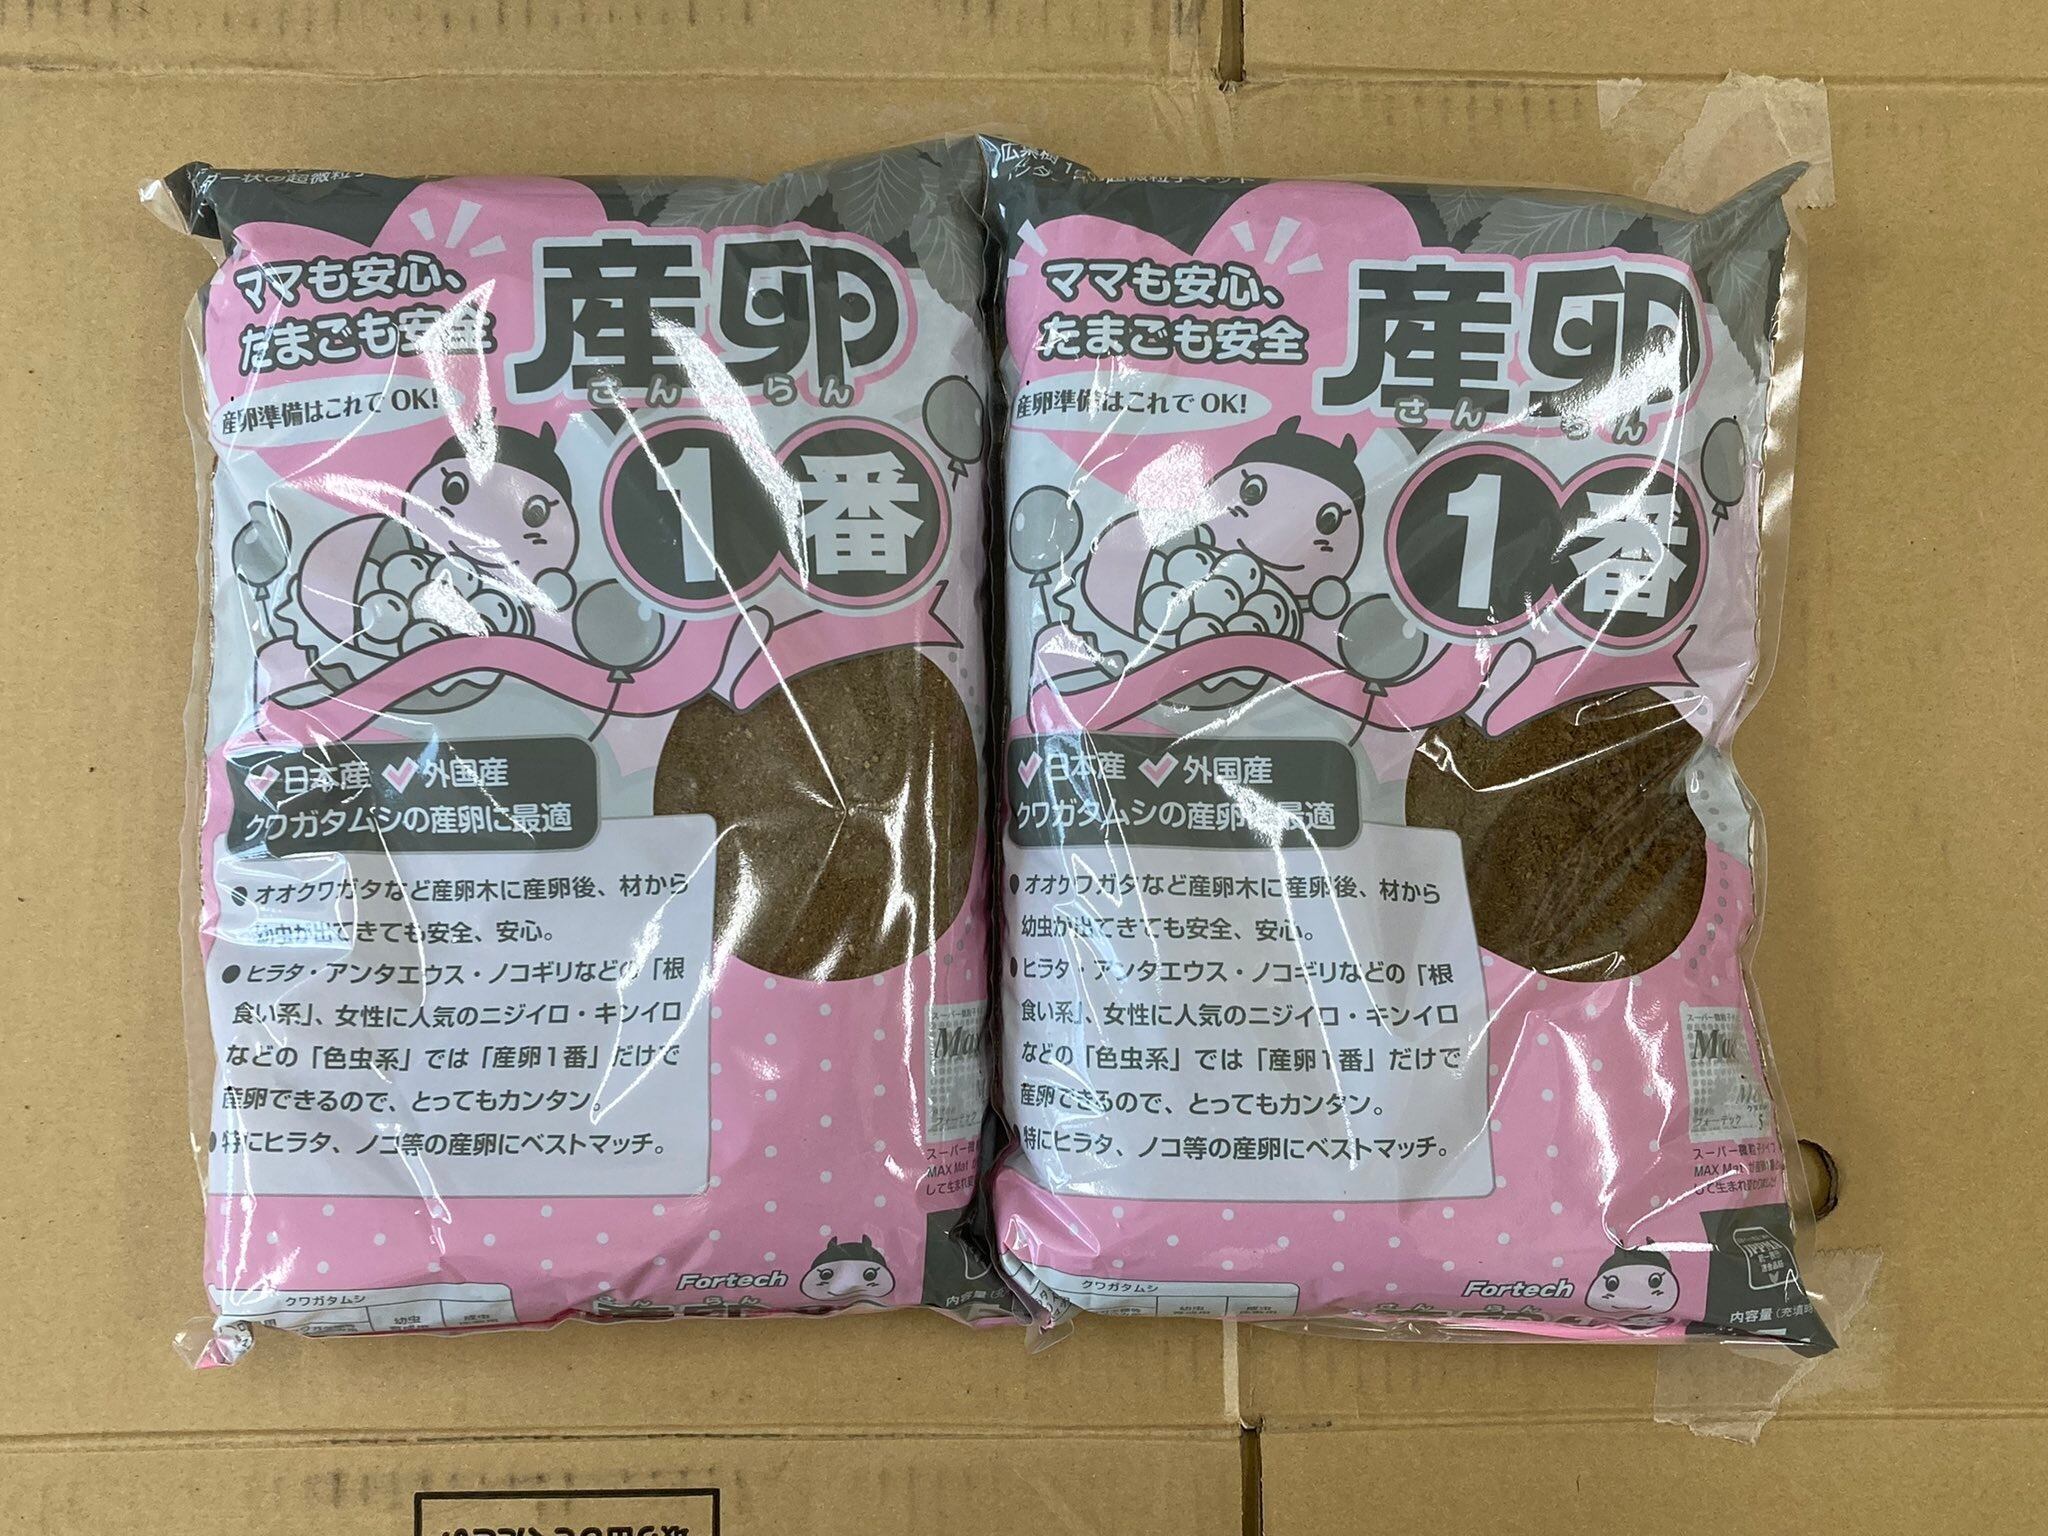 ママも安心、
たまごも安全
産卵準備はこれで OK!
産卵
さんらん
1番
日本産 外国産
クワガタムシの産卵に最適
●オオクワガタなど産卵木に産卵後、材から
幼虫が出てきても安全、安心。
●ヒラタ・アンタエウス・ノコギリなどの「根
食い系」、女性に人気のニジイロ・キンイロ
などの「色虫系」では「産卵1番」だけで
産卵できるので、とってもカンタン。
●特にヒラタ、ノコ等の産卵にベストマッチ。
Fortech
クワガタムシ
幼虫
成虫
内容量
ママも安心、
たまごも安全
産卵準備はこれで OK!
産卵
さんらん
1番
日本産 外国産
クワガタムシの産卵に最適
●オオクワガタなど産卵木に産卵後、材から
幼虫が出てきても安全、安心。
●ヒラタ・アンタエウス・ノコギリなどの「根
食い系」、女性に人気のニジイロ・キンイロ
などの「色虫系」では「産卵1番」だけで
産卵できるので、とってもカンタン。
●特にヒラタ、ノコ等の産卵にベストマッチ。
フォーテック
MAX Mat
Fortech
クワガタムシ
幼虫
成虫
内容量